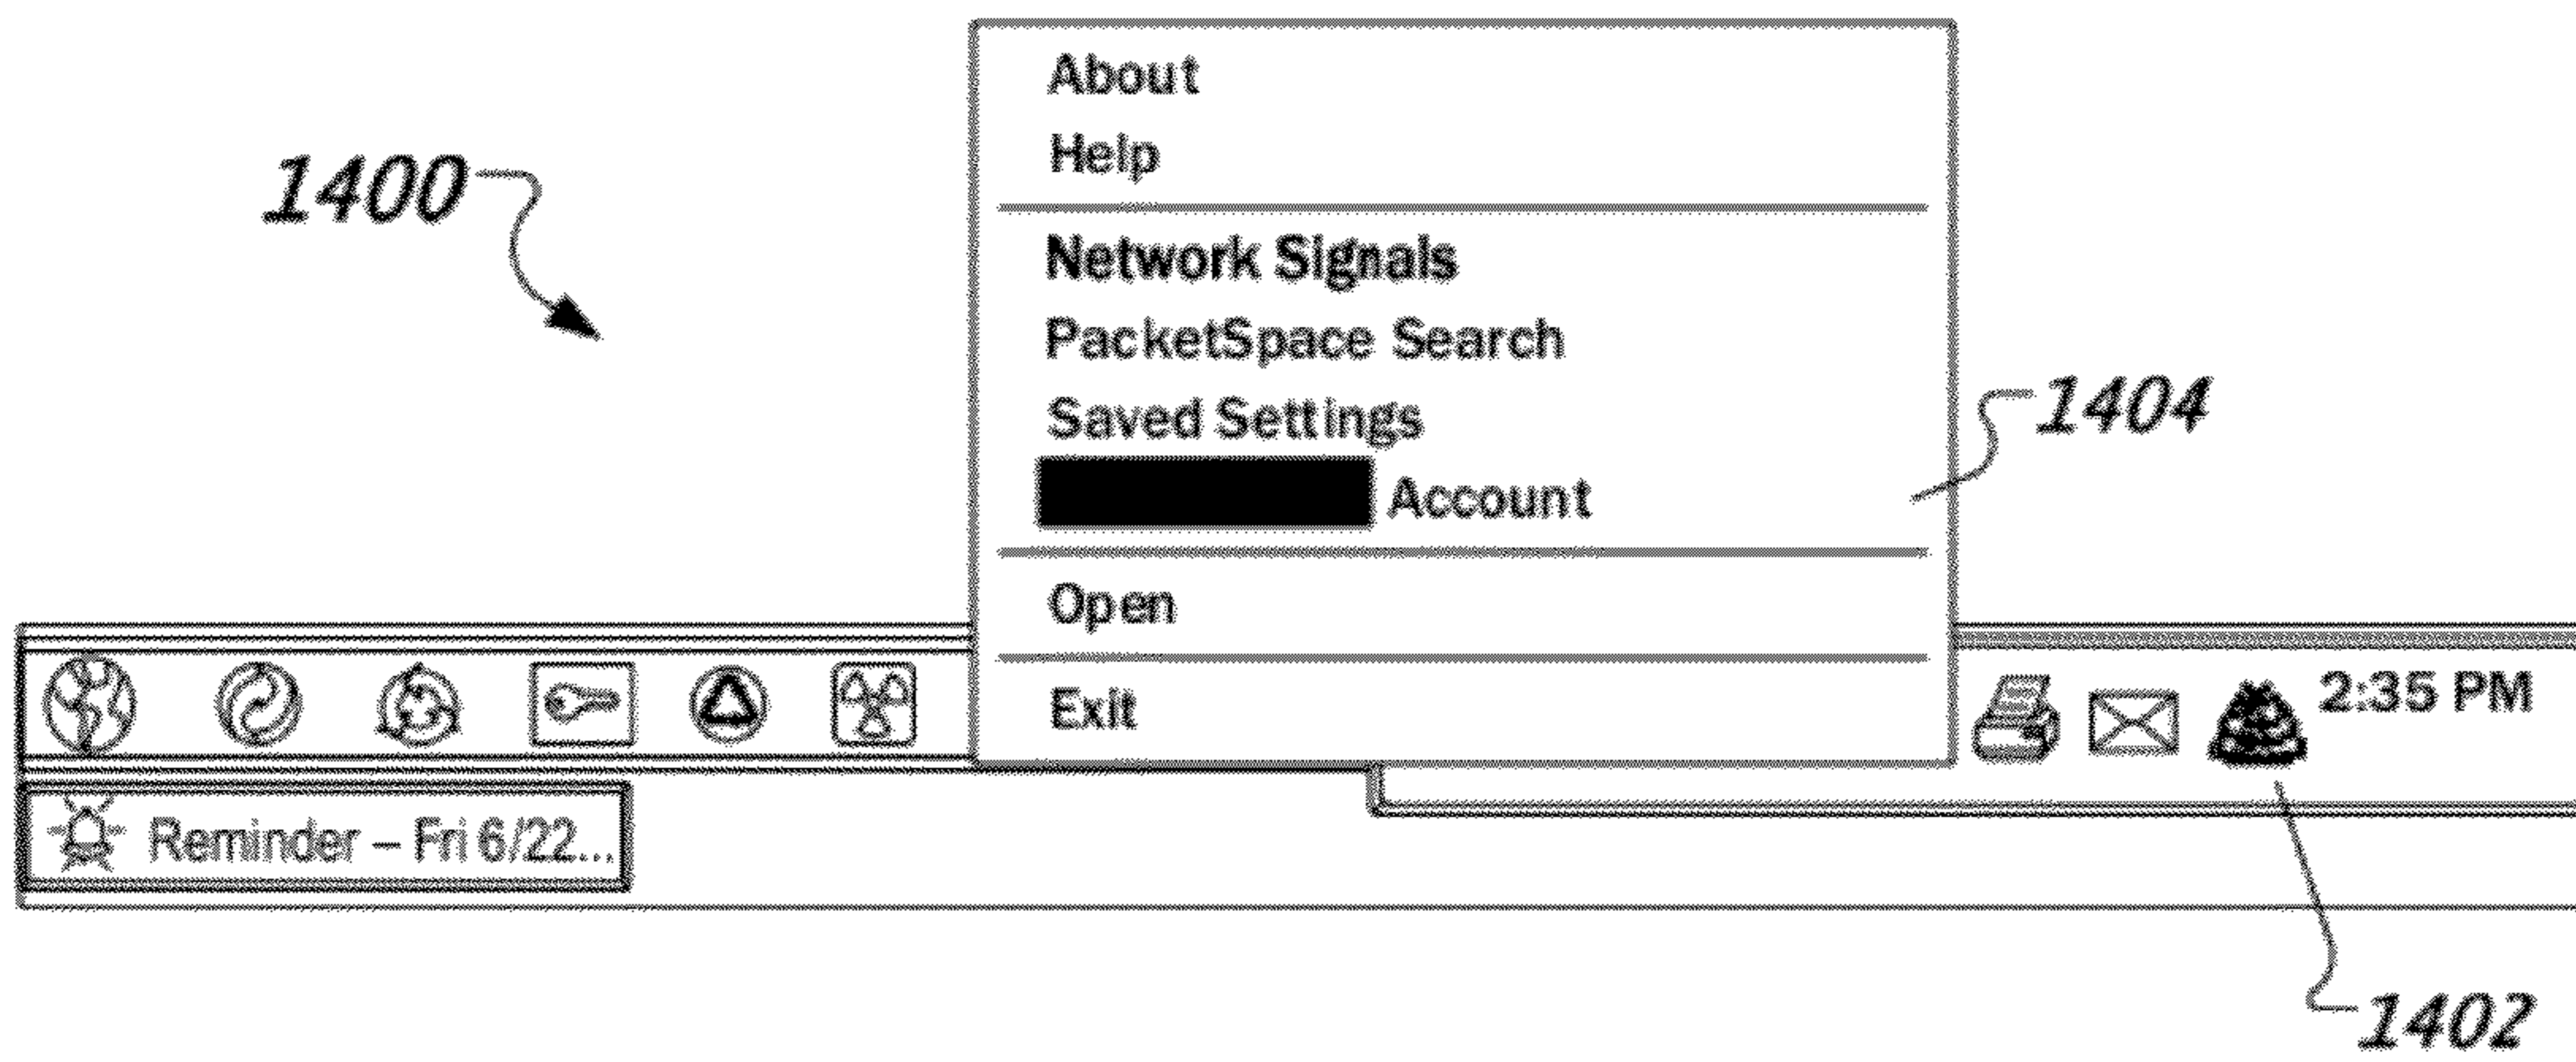 About
Help
1400
Network Signals
PacketSpace Search
Saved Settings
1404
Account
Open
Exit
2:35 PM
Reminder – Fri 6/22...
1402